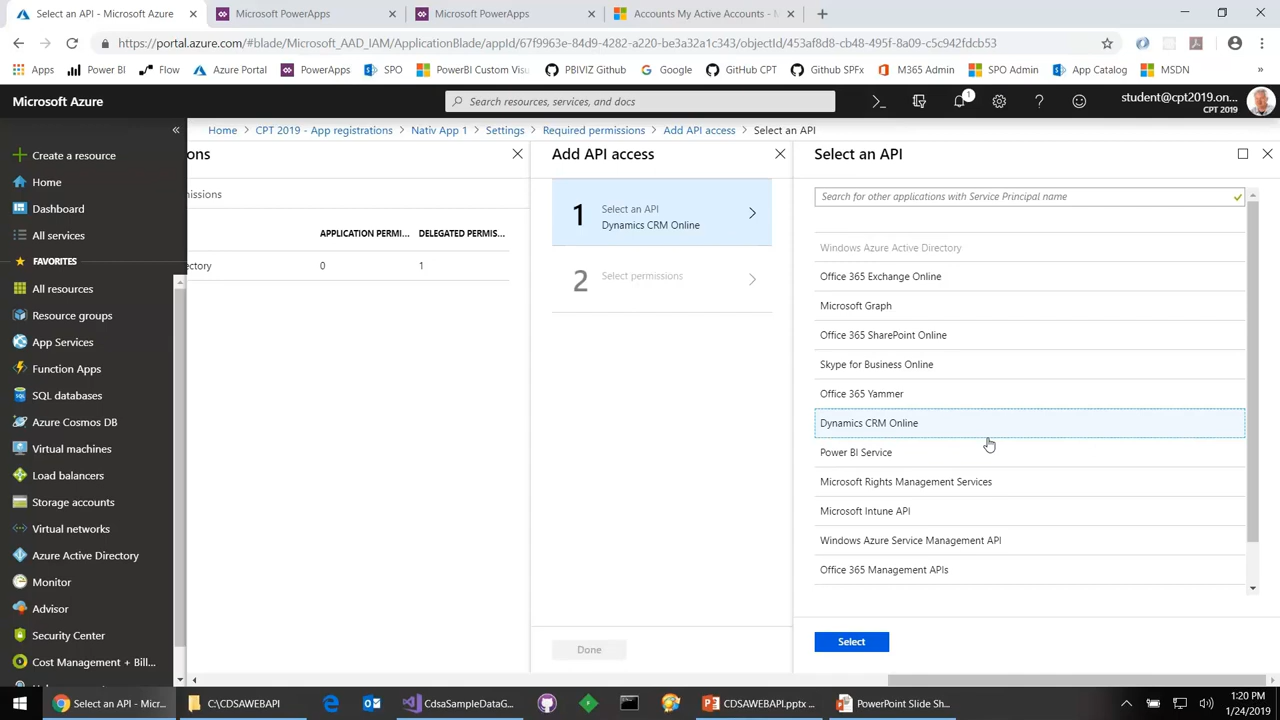 Select an API - Microsoft Azure
Microsoft PowerApps
Microsoft PowerApps
Accounts My Active Accounts - M
https://portal.azure.com/#blade/Microsoft_AAD_IAM/ApplicationBlade/appId/67f9963e-84d9-4282-a220-be3a32a1c343/objectId/453af8d8-cb48-495f-8a09-c5c942fdcb53
Apps
Power BI
Flow
Azure Portal
PowerApps
SPO
PowerBI Custom Visu
PBIVIZ Github
Google
GitHub CPT
Github SPFx
M365 Admin
SPO Admin
App Catalog
MSDN
»
Microsoft Azure
Search resources, services, and docs
1
student@cpt2019.on...
CPT 2019
Home
CPT 2019 - App registrations
Nativ App 1
Settings
Required permissions
Add API access
Select an API
«
Create a resource
Home
Dashboard
All services
FAVORITES
All resources
Resource groups
App Services
Function Apps
SQL databases
Azure Cosmos DB
Virtual machines
Load balancers
Storage accounts
Virtual networks
Azure Active Directory
Monitor
Advisor
Security Center
Cost Management + Bill...
ons
issions
APPLICATION PERMI...
DELEGATED PERMIS...
ectory
0
1
Add API access
1
Select an API
Dynamics CRM Online
2
Select permissions
Done
Select an API
Search for other applications with Service Principal name
Windows Azure Active Directory
Office 365 Exchange Online
Microsoft Graph
Office 365 SharePoint Online
Skype for Business Online
Office 365 Yammer
Dynamics CRM Online
Power BI Service
Microsoft Rights Management Services
Microsoft Intune API
Windows Azure Service Management API
Office 365 Management APIs
Select
Select an API - Micr...
C:\CDSAWEBAPI
CdsaSampleDataG...
CDSAWEBAPI.pptx ...
PowerPoint Slide Sh...
1:20 PM
1/24/2019